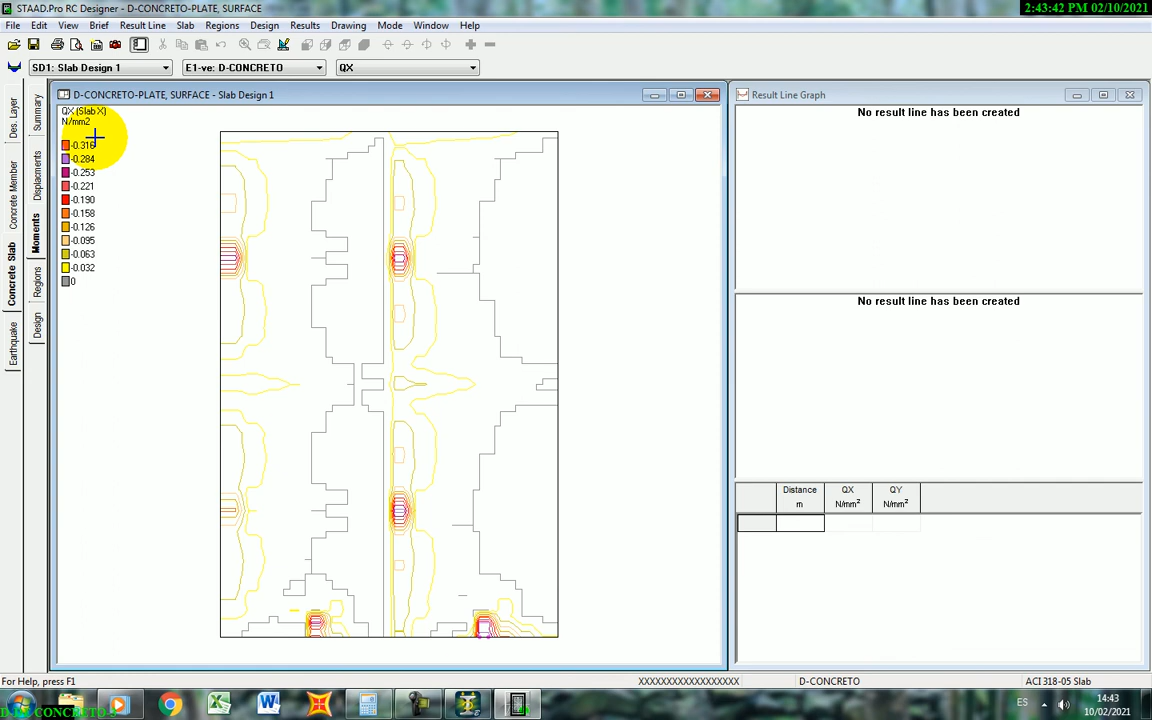 STAAD.Pro RC Designer - D-CONCRETO-PLATE, SURFACE
2:43:42 PM 02/10/2021
File Edit View Brief Result Line Slab Regions Design Results Drawing Mode Window Help
SD1: Slab Design 1
E1-ve: D-CONCRETO
QX
D-CONCRETO-PLATE, SURFACE - Slab Design 1
QX (Slab X)
N/mm2
-0.316
-0.284
-0.253
-0.221
-0.190
-0.158
-0.126
-0.095
-0.063
-0.032
0
Des. Layer
Concrete Member
Concrete Slab
Earthquake
Summary
Displacments
Moments
Regions
Design
Result Line Graph
No result line has been created
No result line has been created
Distance QX QY
m N/mm² N/mm²
For Help, press F1
XXXXXXXXXXXXXXXXXX
D-CONCRETO
ACI 318-05 Slab
ES
14:43
10/02/2021